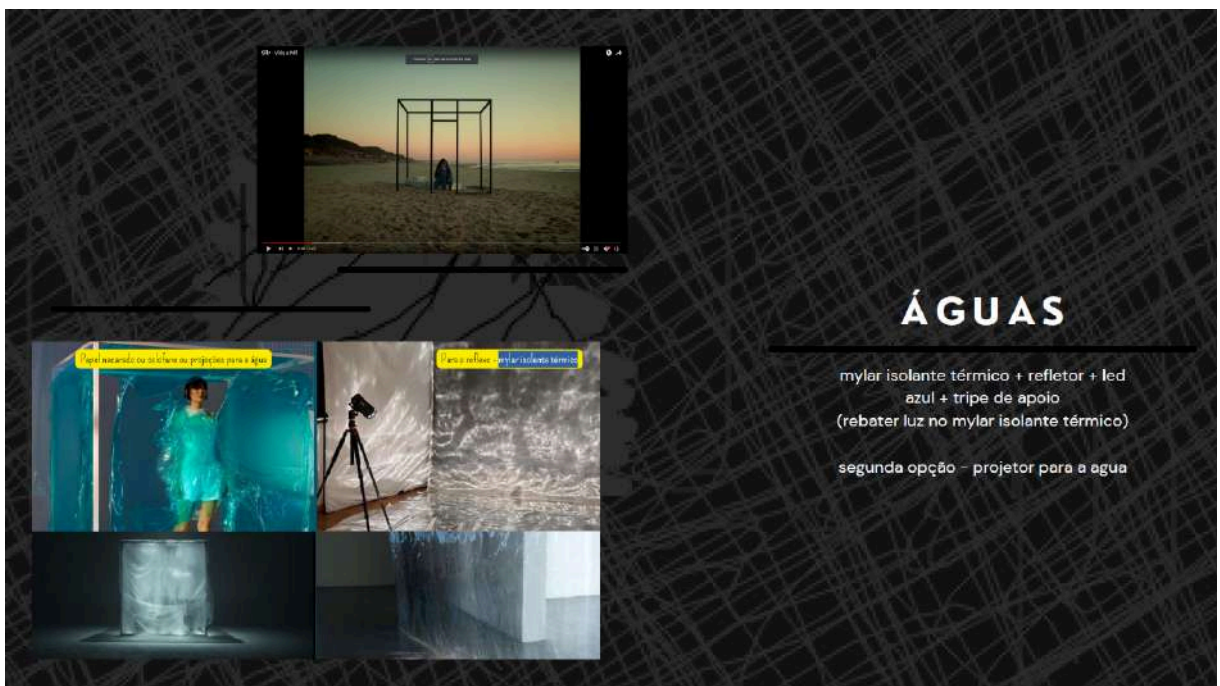 Papel nacarado ou celofane ou projeções para a água
Para o reflexo - mylar isolante térmico
ÁGUAS
mylar isolante térmico + refletor + led
azul + tripe de apoio
(rebater luz no mylar isolante térmico)
segunda opção - projetor para a agua